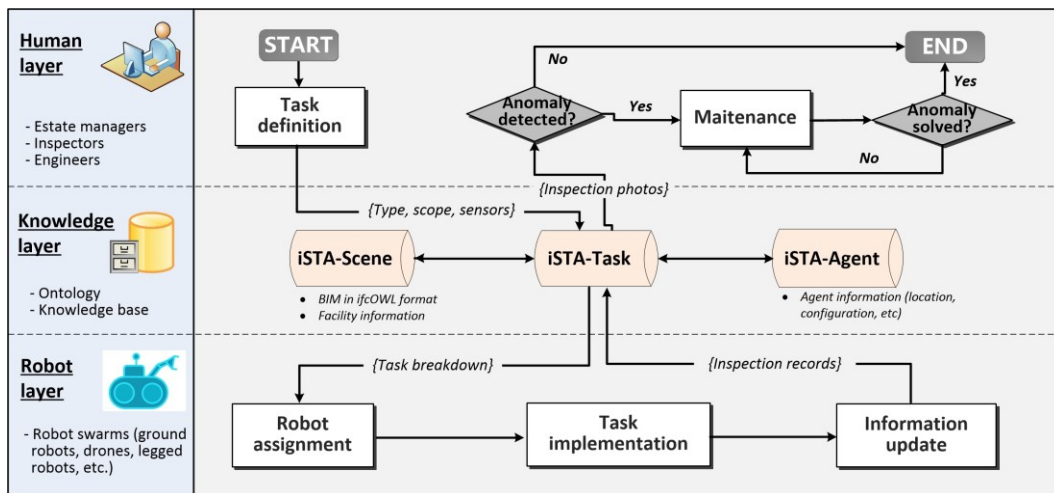 Human
layer
- Estate managers
- Inspectors
- Engineers
START
Task
definition
No
Anomaly
detected?
Yes
Maitenance
END
Yes
Anomaly
solved?
No
{Inspection photos}
Knowledge
layer
- Ontology
- Knowledge base
{Type, scope, sensors}
iSTA-Scene
iSTA-Task
iSTA-Agent
• BIM in ifcOWL format
• Facility information
• Agent information (location,
configuration, etc)
Robot
layer
- Robot swarms (ground
robots, drones, legged
robots, etc.)
{Task breakdown}
{Inspection records}
Robot
assignment
Task
implementation
Information
update